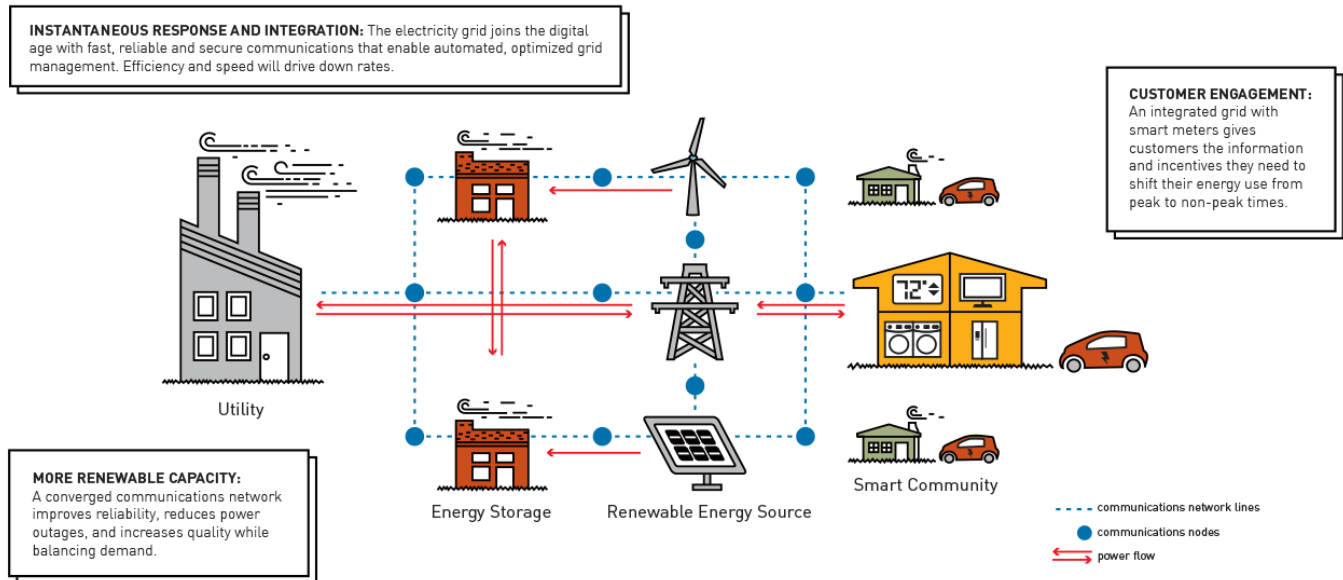 INSTANTANEOUS RESPONSE AND INTEGRATION: The electricity grid joins the digital
age with fast, reliable and secure communications that enable automated, optimized grid
management. Efficiency and speed will drive down rates.
CUSTOMER ENGAGEMENT:
An integrated grid with
smart meters gives
customers the information
and incentives they need to
shift their energy use from
peak to non-peak times.
72°
Utility
MORE RENEWABLE CAPACITY:
A converged communications network
improves reliability, reduces power
outages, and increases quality while
balancing demand.
Energy Storage
Renewable Energy Source
Smart Community
communications network lines
communications nodes
power flow